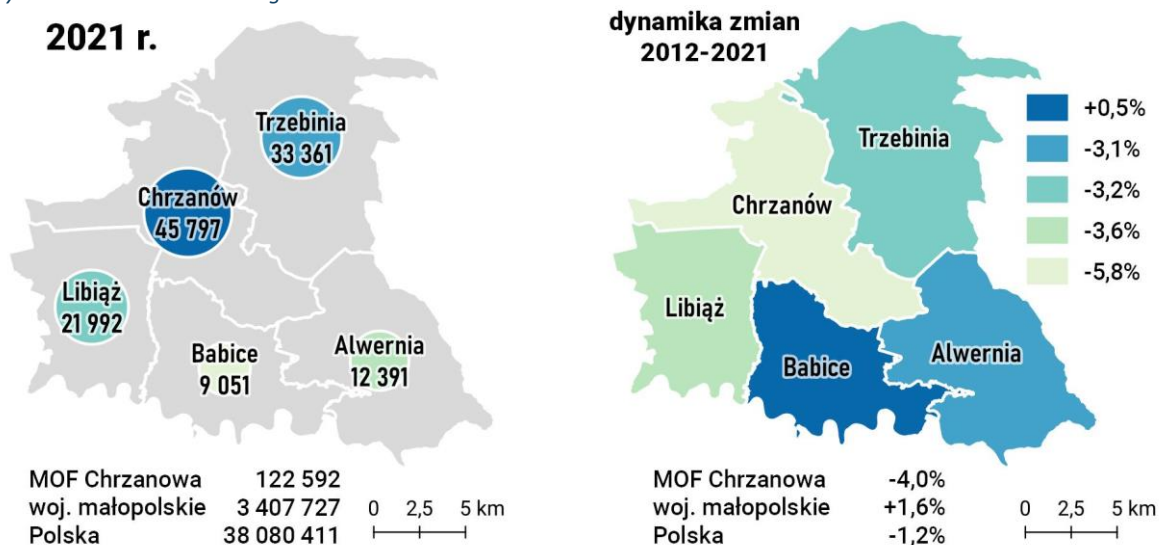 2021 r.
Trzebinia
33 361
Chrzanów
45 797
Libiąż
21 992
Babice
9 051
Alwernia
12 391
MOF Chrzanowa 122 592
woj. małopolskie 3 407 727
Polska 38 080 411
0 2,5 5 km
dynamika zmian
2012-2021
+0,5%
-3,1%
-3,2%
-3,6%
-5,8%
Trzebinia
Chrzanów
Libiąż
Babice
Alwernia
MOF Chrzanowa -4,0%
woj. małopolskie +1,6%
Polska -1,2%
0 2,5 5 km